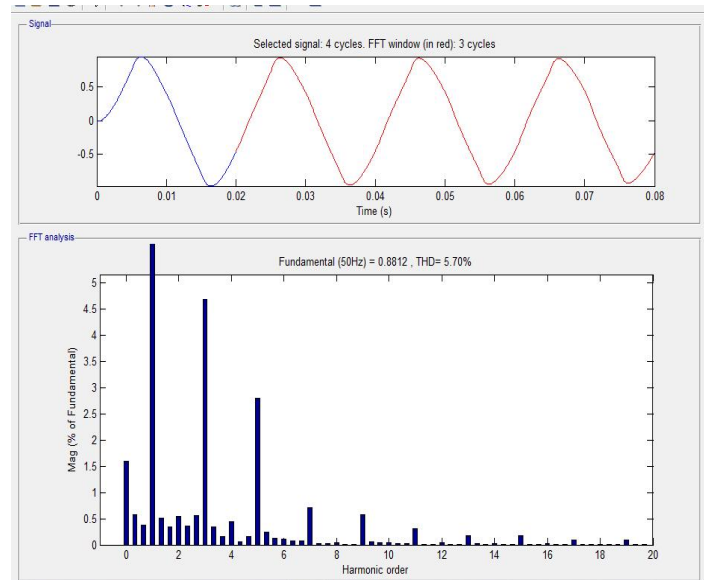 Signal
Selected signal: 4 cycles. FFT window (in red): 3 cycles
0.5
0
-0.5
0 0.01 0.02 0.03 0.04 0.05 0.06 0.07 0.08
Time (s)
FFT analysis
Fundamental (50Hz) = 0.8812 , THD= 5.70%
5
4.5
4
3.5
3
2.5
2
1.5
1
0.5
0
Mag (% of Fundamental)
0 2 4 6 8 10 12 14 16 18 20
Harmonic order